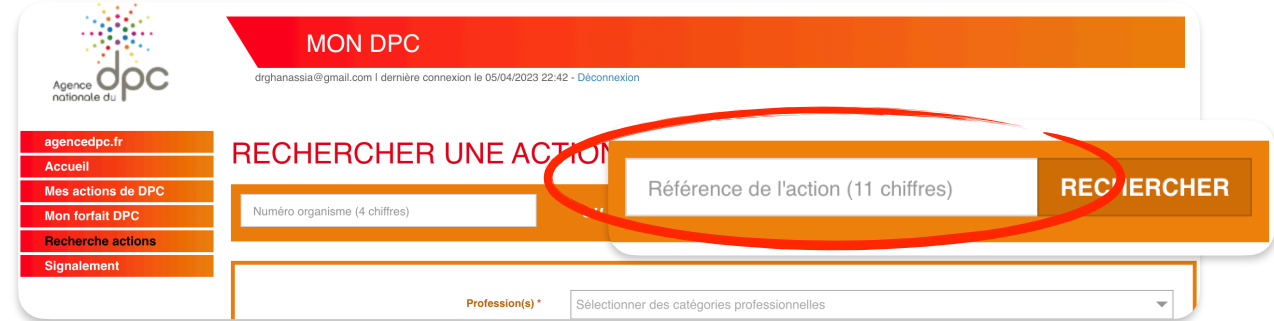 Agence
nationale du
dpc
MON DPC
drghanassia@gmail.com I dernière connexion le 05/04/2023 22:42 - Déconnexion
agencedpc.fr
Accueil
Mes actions de DPC
Mon forfait DPC
Recherche actions
Signalement
RECHERCHER UNE ACTION
Numéro organisme (4 chiffres)
Référence de l'action (11 chiffres)
RECHERCHER
Profession(s) *
Sélectionner des catégories professionnelles